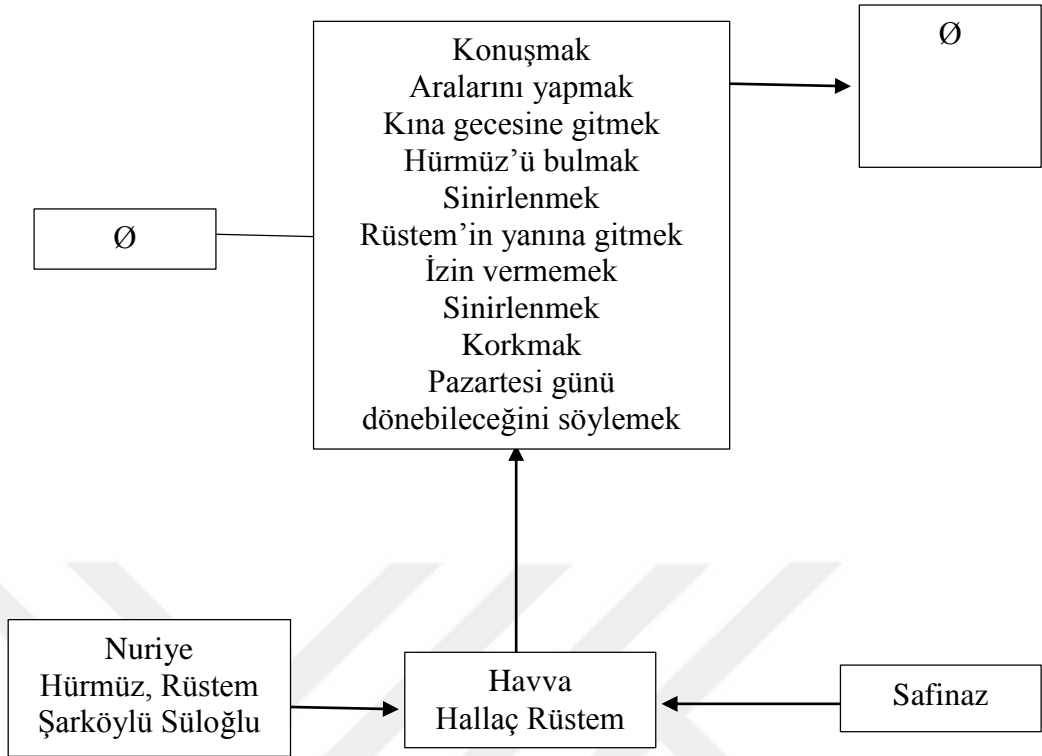 Ø
Konuşmak
Aralarını yapmak
Kına gecesine gitmek
Hürmüz’ü bulmak
Sinirlenmek
Rüstem’in yanına gitmek
İzin vermemek
Sinirlenmek
Korkmak
Pazartesi günü
dönebileceğini söylemek
Ø
Nuriye
Hürmüz, Rüstem
Şarköylü Süloğlu
Havva
Hallaç Rüstem
Safinaz